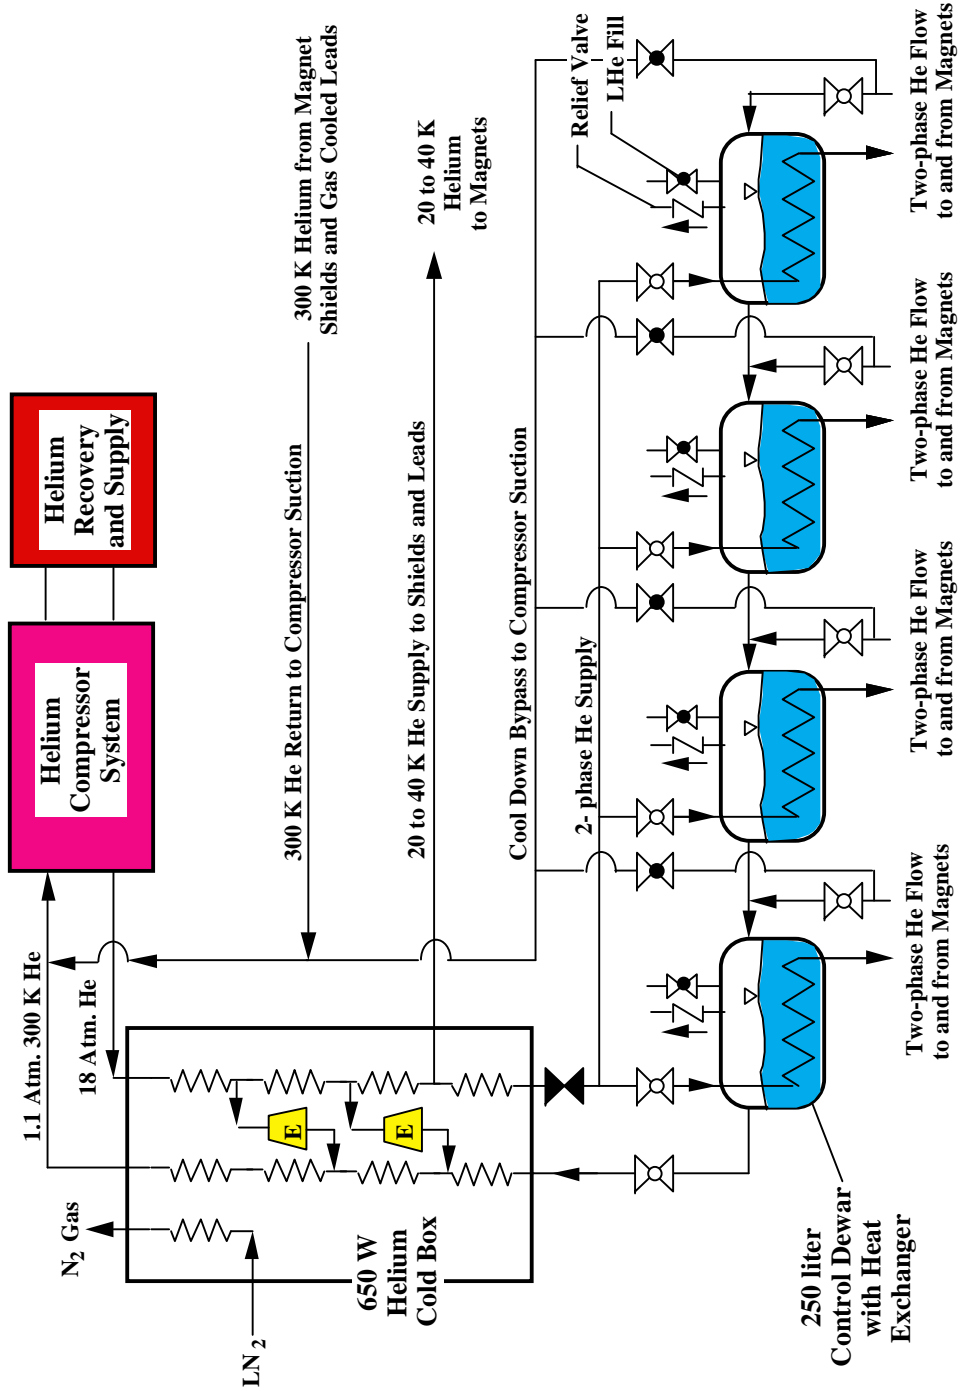 Helium
Recovery
and Supply
Helium
Compressor
System
1.1 Atm. 300 K He
18 Atm. He
N2 Gas
LN 2
650 W
Helium
Cold Box
E
E
300 K Helium from Magnet
Shields and Gas Cooled Leads
300 K He Return to Compressor Suction
20 to 40 K
Helium
to Magnets
20 to 40 K He Supply to Shields and Leads
Cool Down Bypass to Compressor Suction
2- phase He Supply
Relief Valve
LHe Fill
250 liter
Control Dewar
with Heat
Exchanger
Two-phase He Flow
to and from Magnets
Two-phase He Flow
to and from Magnets
Two-phase He Flow
to and from Magnets
Two-phase He Flow
to and from Magnets